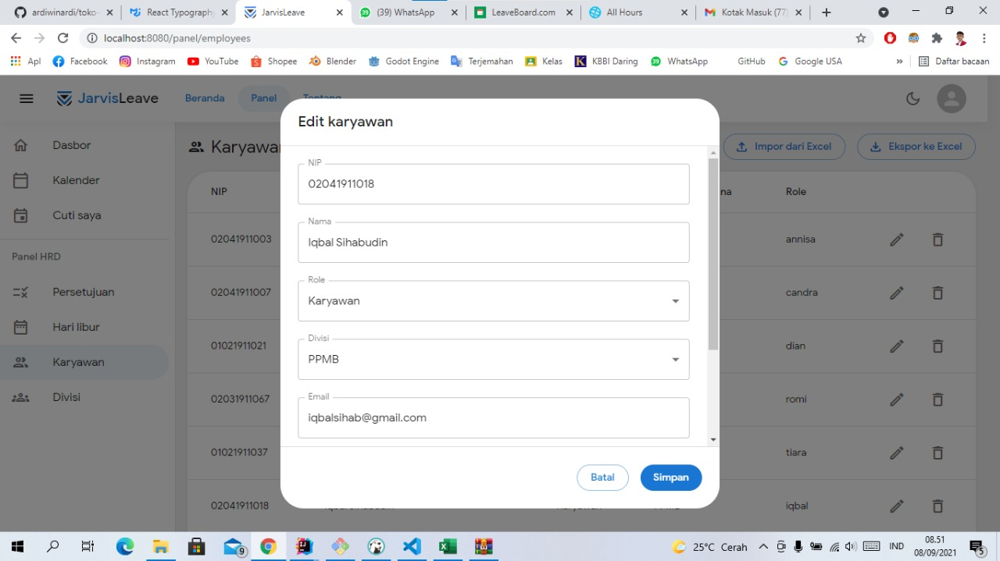 ardiwinardi/toko-
React Typography
JarvisLeave
(39) WhatsApp
LeaveBoard.com
All Hours
Kotak Masuk (77)
localhost:8080/panel/employees
Apl
Facebook
Instagram
YouTube
Shopee
Blender
Godot Engine
Terjemahan
Kelas
KBBI Daring
WhatsApp
GitHub
Google USA
Daftar bacaan
JarvisLeave
Beranda
Panel
Tentang
Dasbor
Kalender
Cuti saya
Panel HRD
Persetujuan
Hari libur
Karyawan
Divisi
Impor dari Excel
Ekspor ke Excel
NIP
Role
02041911003
annisa
02041911007
candra
01021911021
dian
02031911067
romi
01021911037
tiara
02041911018
iqbal
Edit karyawan
NIP
02041911018
Nama
Iqbal Sihabudin
Role
Karyawan
Divisi
PPMB
Email
iqbalsihab@gmail.com
Batal
Simpan
9
25°C Cerah
IND
08.51
08/09/2021
5